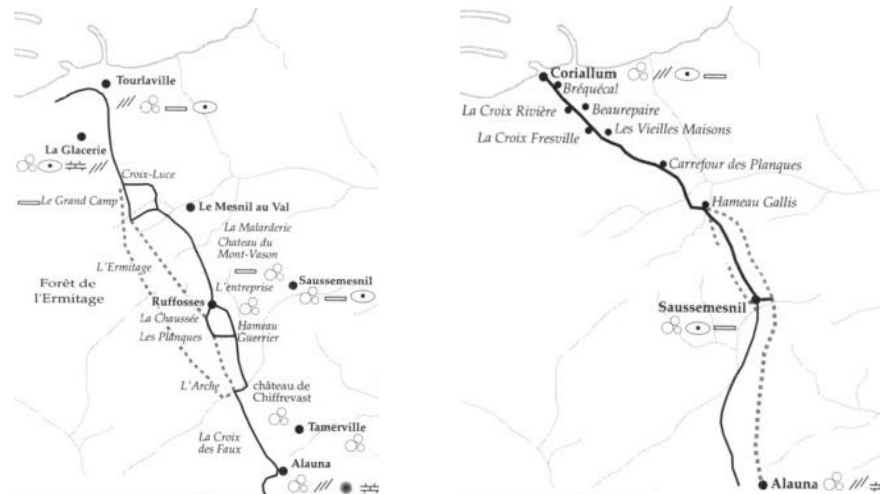 Tourlaville
La Glacerie
Croix-Luce
Le Grand Camp
Le Mesnil au Val
La Malarderie
Chateau du
Mont-Vason
L'Ermitage
Forêt de
l'Ermitage
Saussemesnil
L'entreprise
Ruffosses
La Chaussée
Les Planques
Hameau
Guerrier
L'Arche
château de
Chiffrevast
Tamerville
La Croix
des Faux
Alauna
Coriallum
Bréquécal
La Croix Rivière
Beaurepaire
La Croix Fresville
Les Vieilles Maisons
Carrefour des Planques
Hameau Gallis
Saussemesnil
Alauna